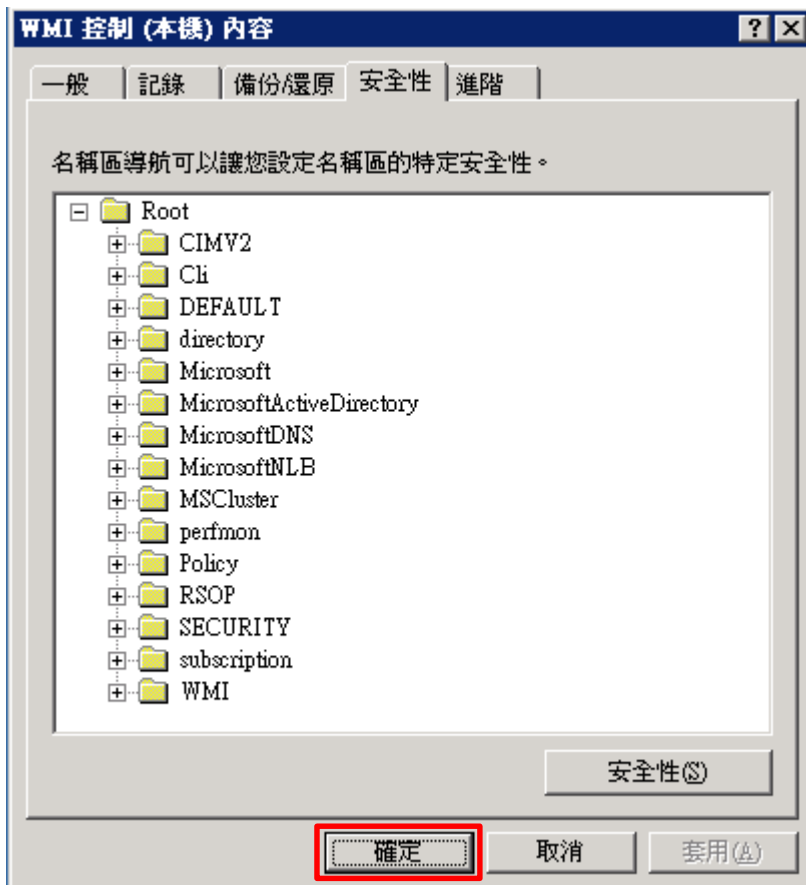 WMI 控制 (本機) 內容
一般 記錄 備份/還原 安全性 進階
名稱區導航可以讓您設定名稱區的特定安全性。
Root
CIMV2
Cli
DEFAULT
directory
Microsoft
MicrosoftActiveDirectory
MicrosoftDNS
MicrosoftNLB
MSCluster
perfmon
Policy
RSOP
SECURITY
subscription
WMI
安全性(S)
確定 取消 套用(A)